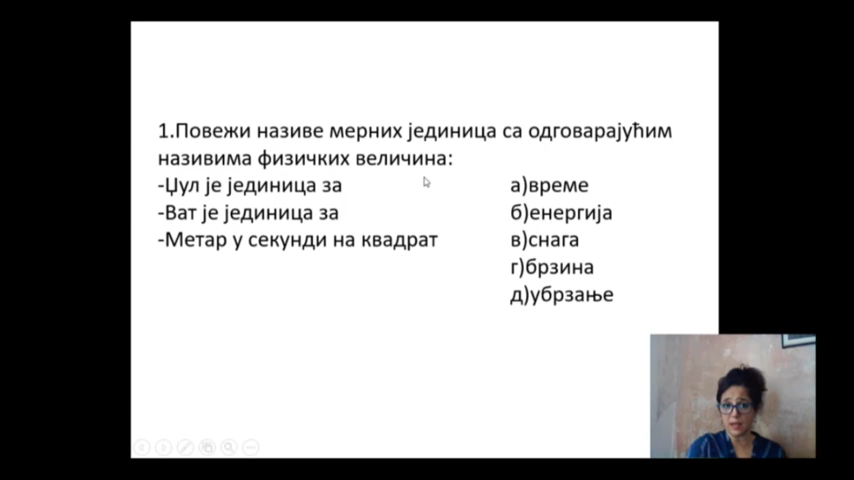 1.Повежи називе мерних јединица са одговарајућим
називима физичких величина:
-Џул је јединица за
а)време
-Ват је јединица за
б)енергија
-Метар у секунди на квадрат
в)снага
г)брзина
д)убрзање